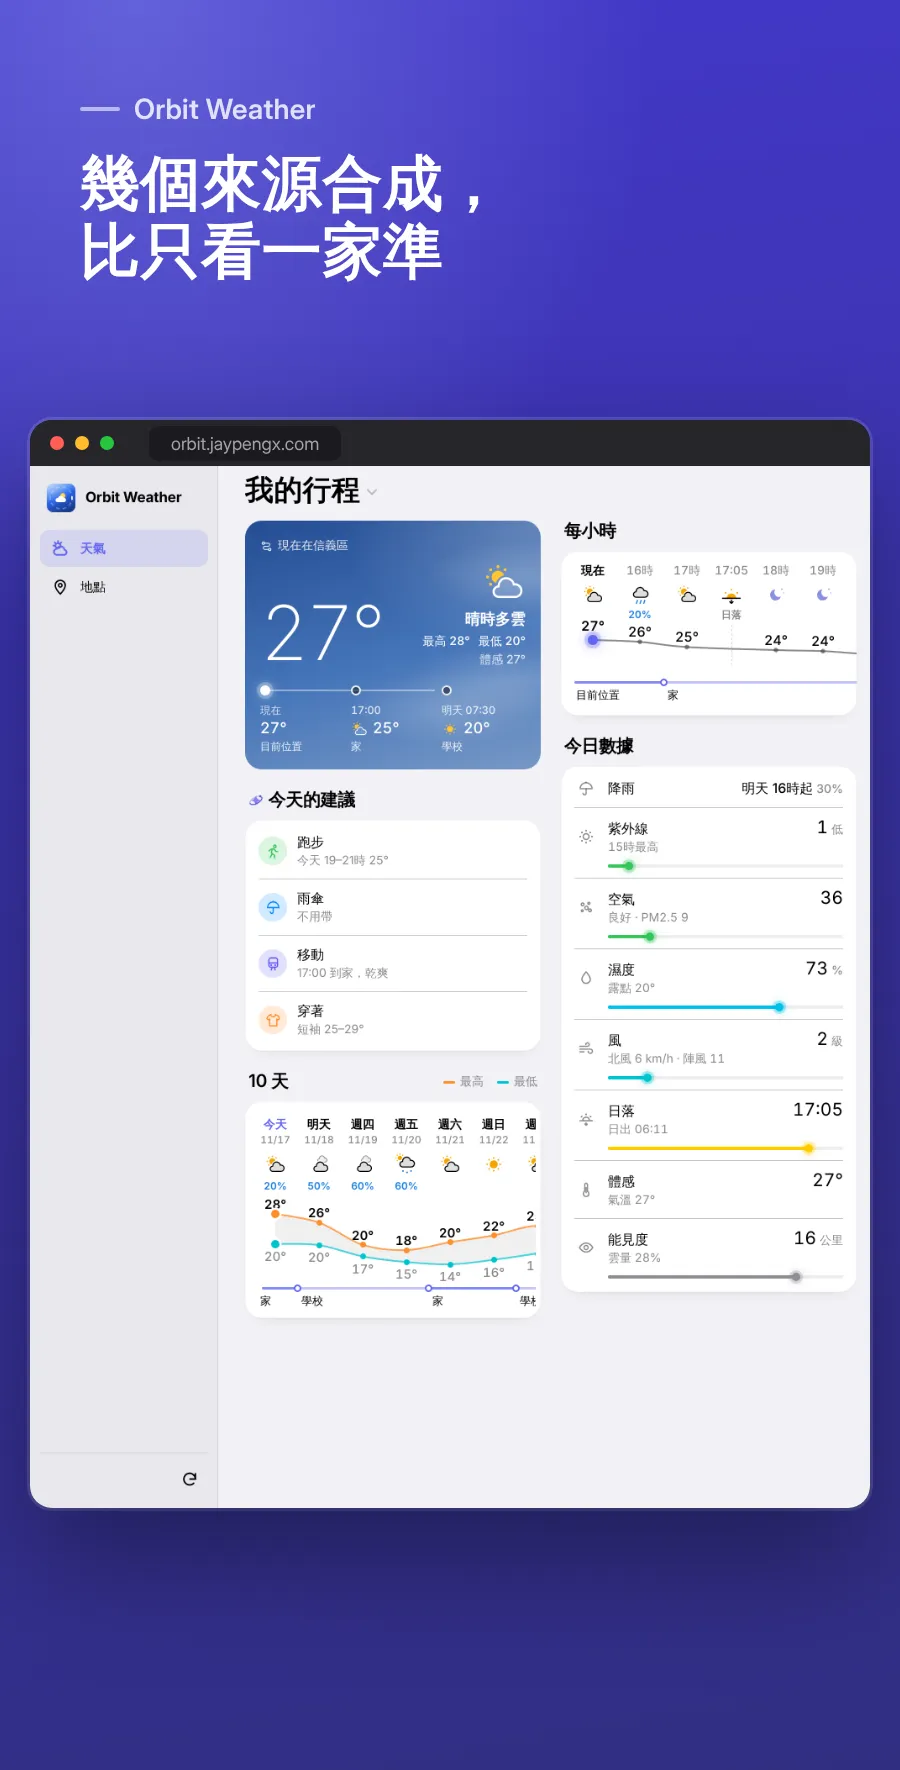 Orbit Weather
幾個來源合成，
比只看一家準
orbit.jaypengx.com
Orbit Weather
天氣
地點
我的行程
現在在信義區
27°
晴時多雲
最高 28° 最低 20°
體感 27°
現在 17:00 明天 07:30
27° 25° 20°
目前位置 家 學校
今天的建議
跑步
今天 19–21時 25°
雨傘
不用帶
移動
17:00 到家，乾爽
穿著
短袖 25–29°
10 天
最高 最低
今天 明天 週四 週五 週六 週日 週
11/17 11/18 11/19 11/20 11/21 11/22 11
20% 50% 60% 60%
28° 26° 20° 18° 20° 22° 2
20° 20° 17° 15° 14° 16° 1
家 學校 家 學校
每小時
現在 16時 17時 17:05 18時 19時
20% 日落
27° 26° 25° 24° 24°
目前位置 家
今日數據
降雨 明天 16時起 30%
紫外線 1 低
15時最高
空氣 36
良好 · PM2.5 9
濕度 73 %
露點 20°
風 2 級
北風 6 km/h · 陣風 11
日落 17:05
日出 06:11
體感 27°
氣溫 27°
能見度 16 公里
雲量 28%